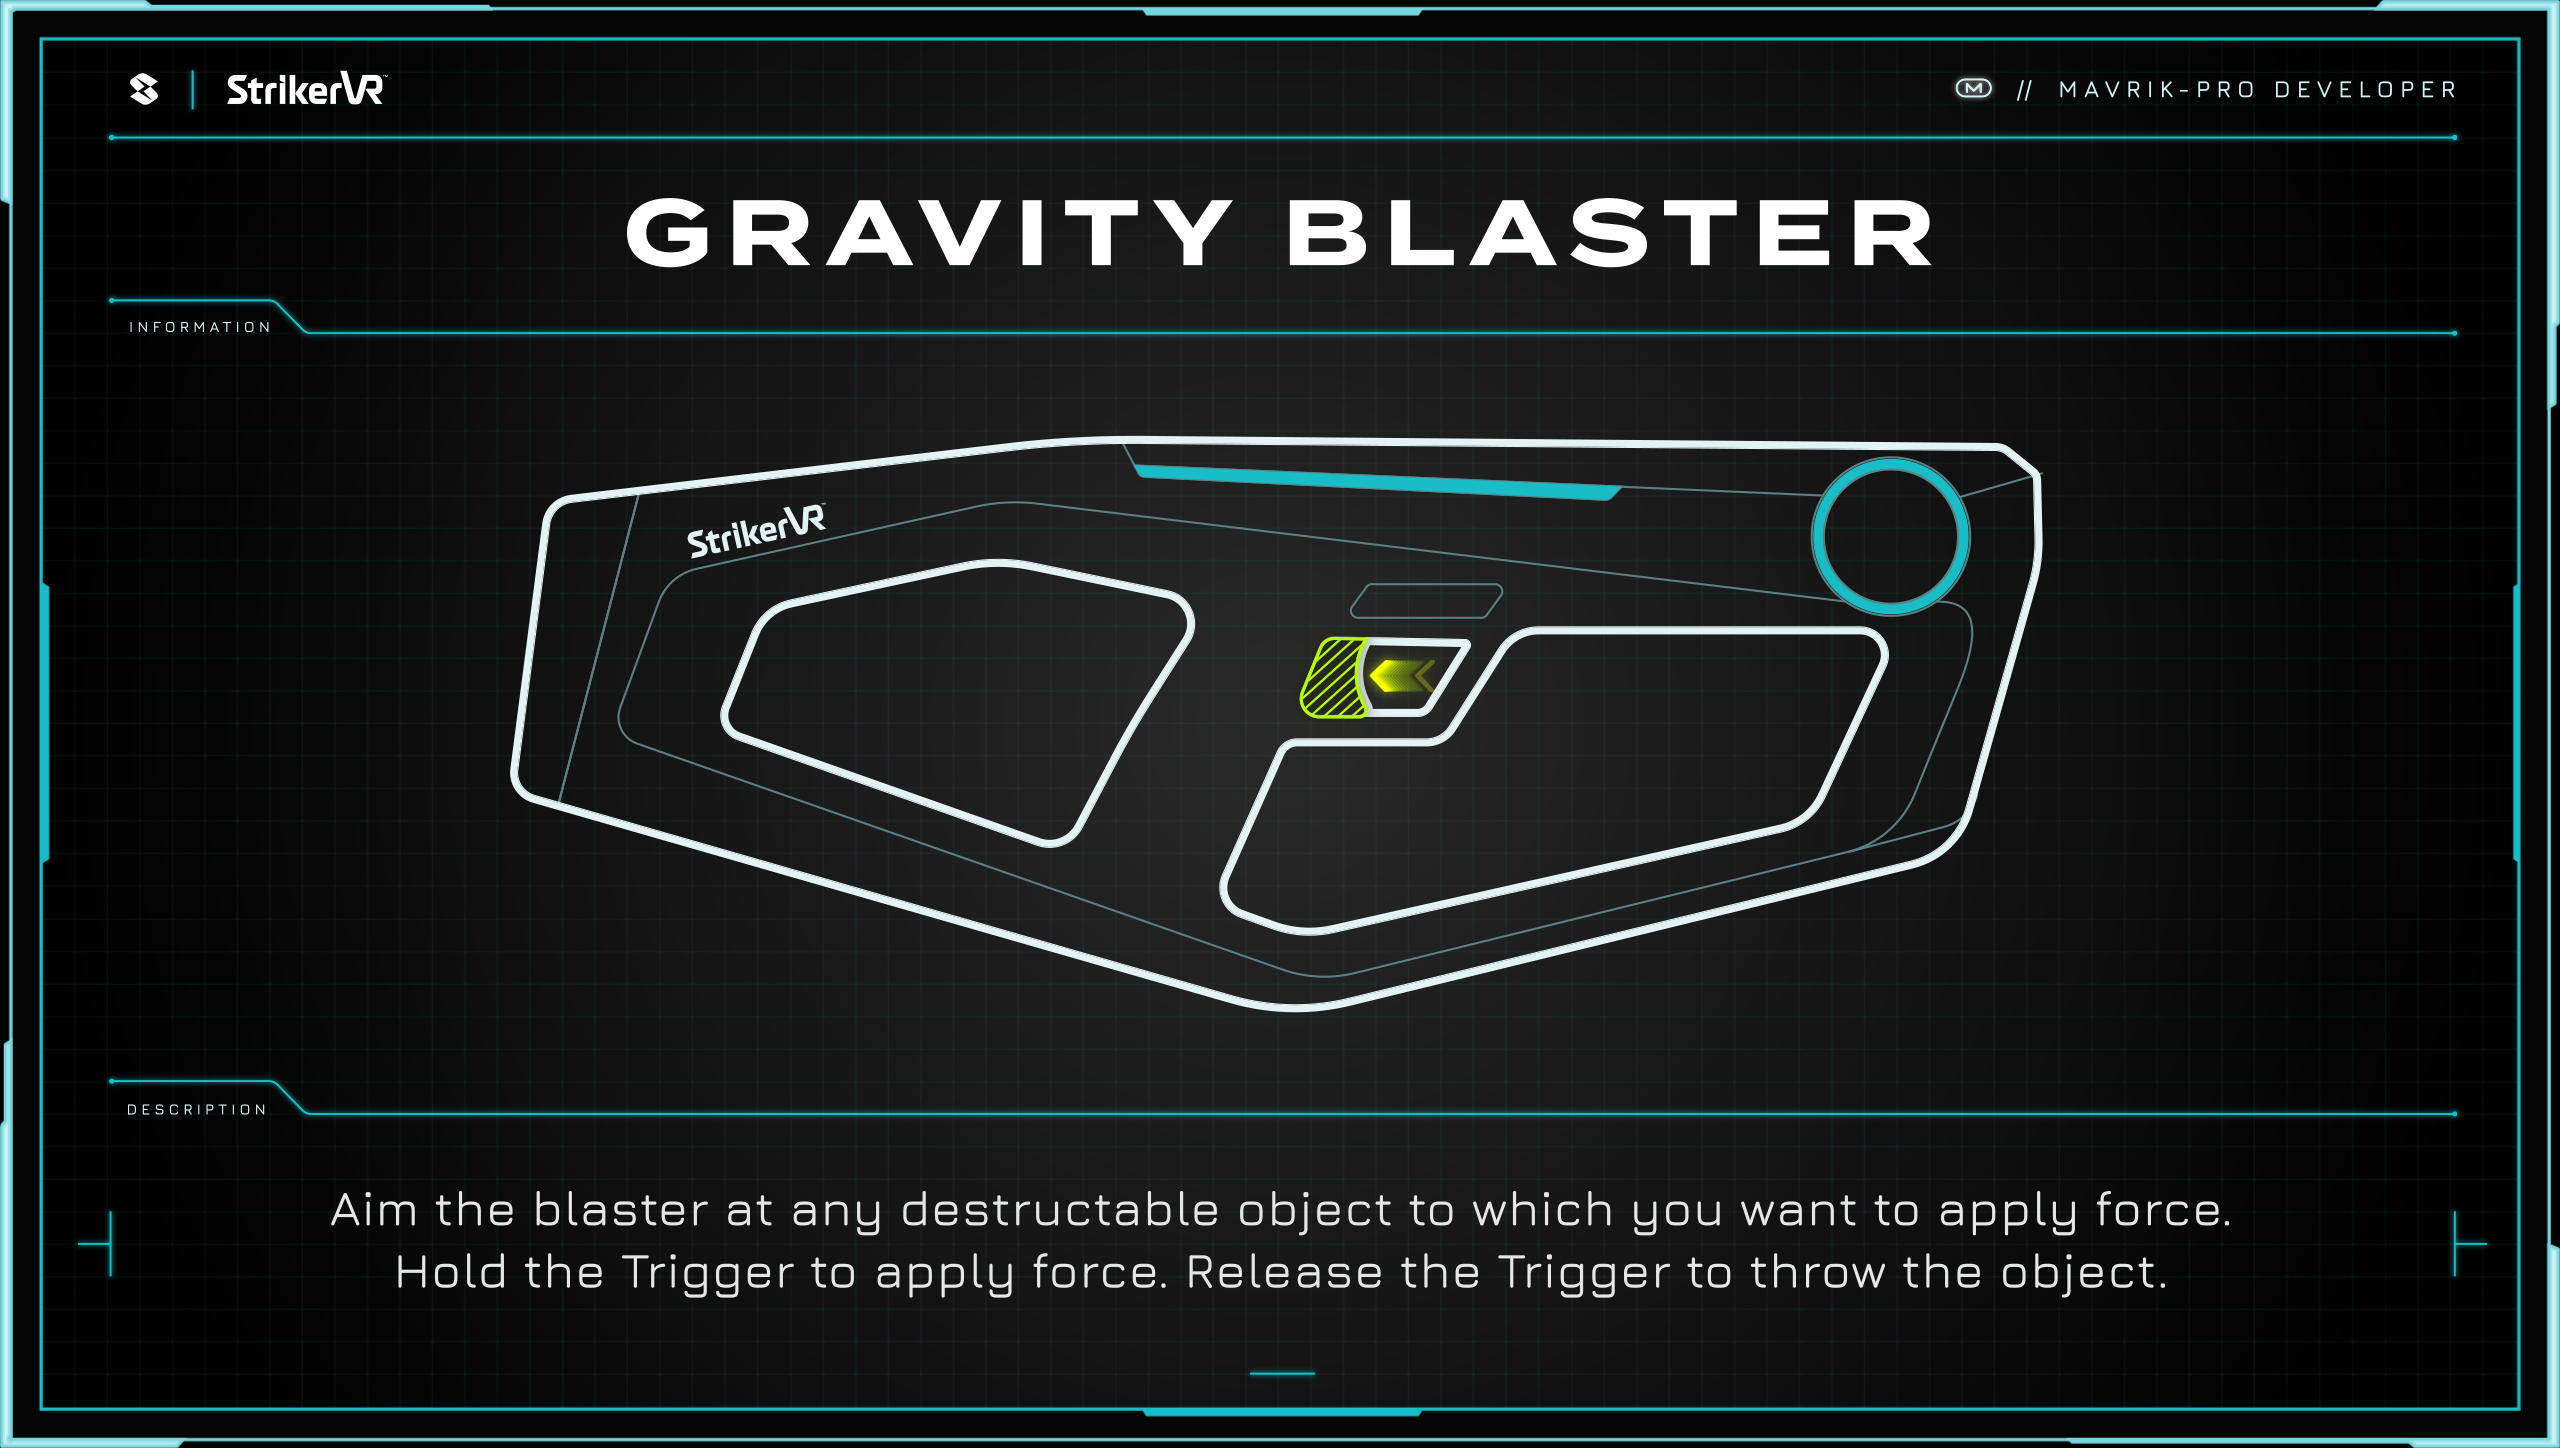 StrikerVR™
M // MAVRIK-PRO DEVELOPER
GRAVITY BLASTER
INFORMATION
StrikerVR
DESCRIPTION
Aim the blaster at any destructable object to which you want to apply force.
Hold the Trigger to apply force. Release the Trigger to throw the object.